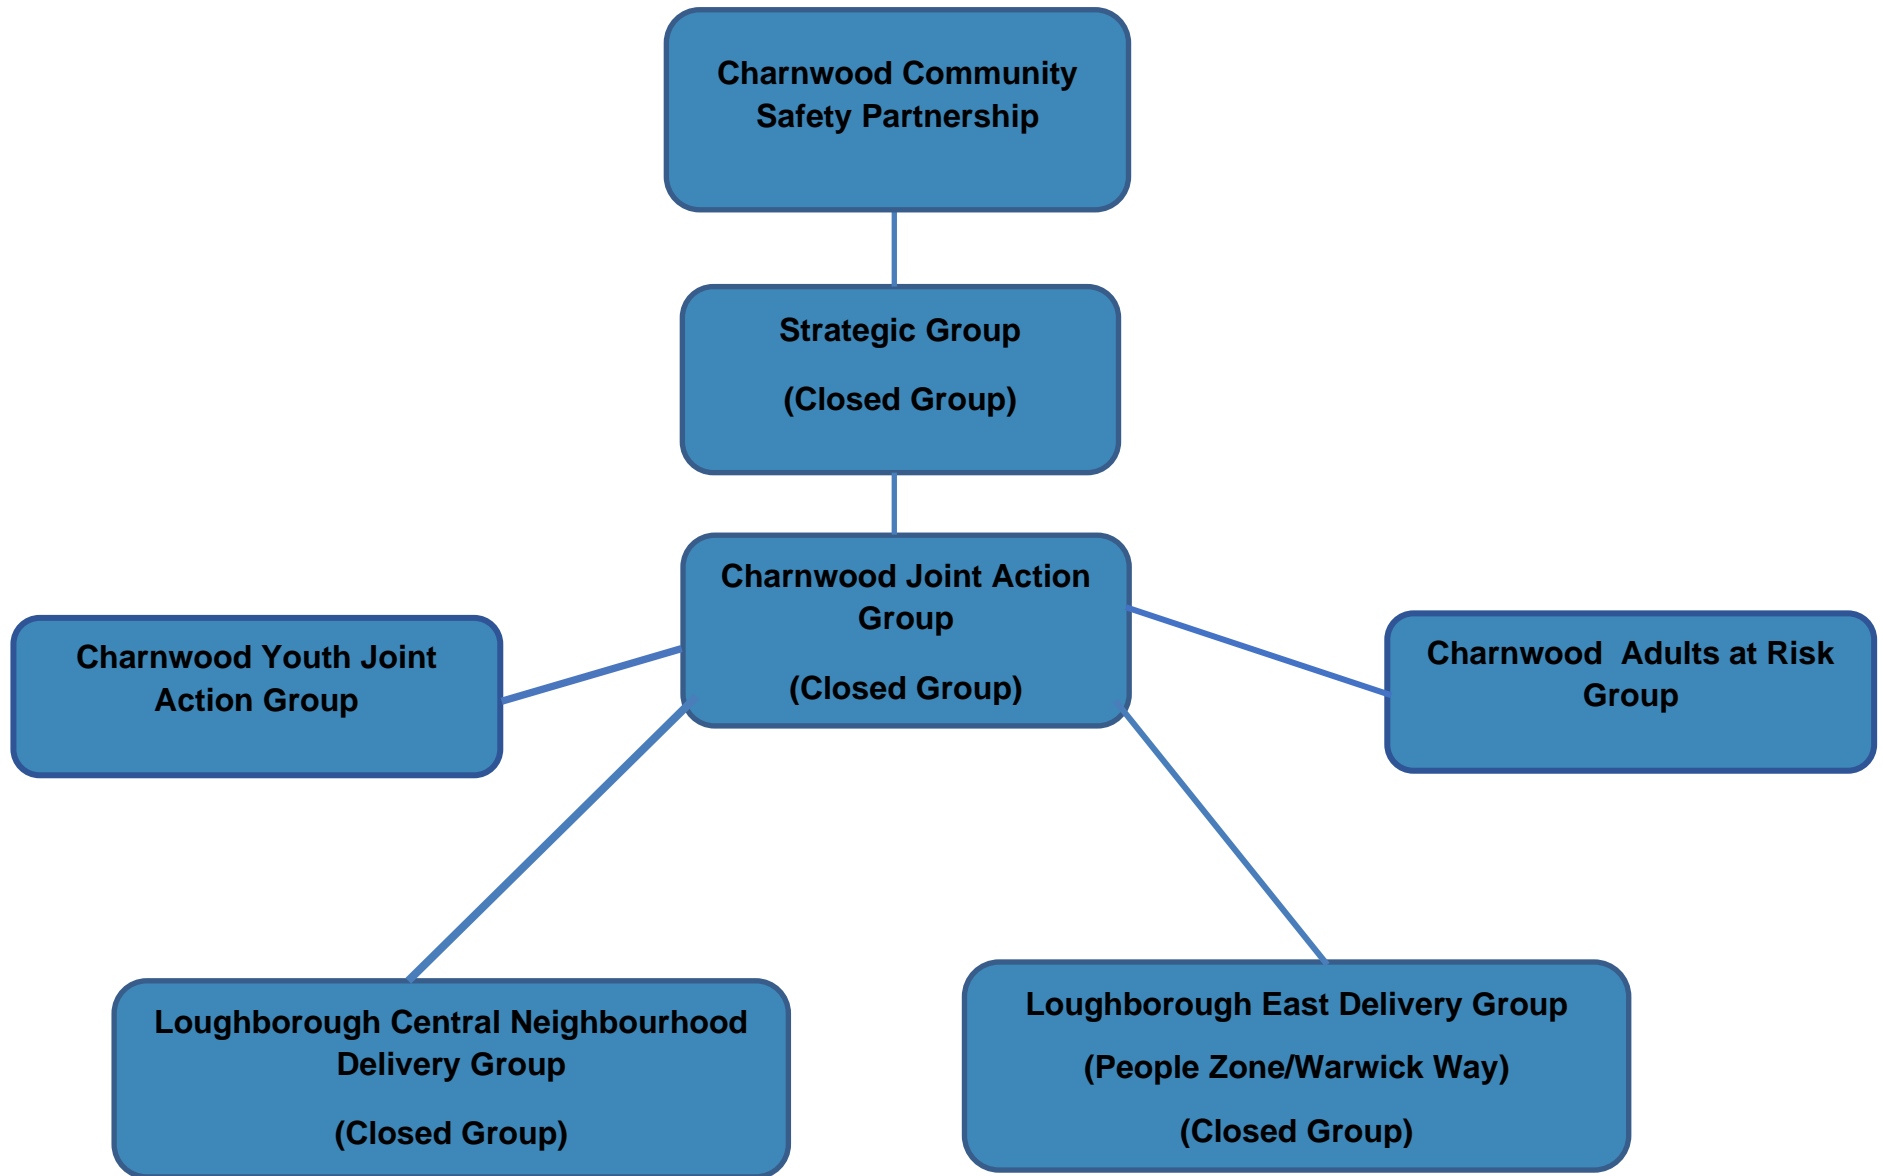 Charnwood Community
Safety Partnership
Strategic Group
(Closed Group)
Charnwood Joint Action
Group
(Closed Group)
Charnwood Youth Joint
Action Group
Charnwood  Adults at Risk
Group
Loughborough Central Neighbourhood
Delivery Group
(Closed Group)
Loughborough East Delivery Group
(People Zone/Warwick Way)
(Closed Group)